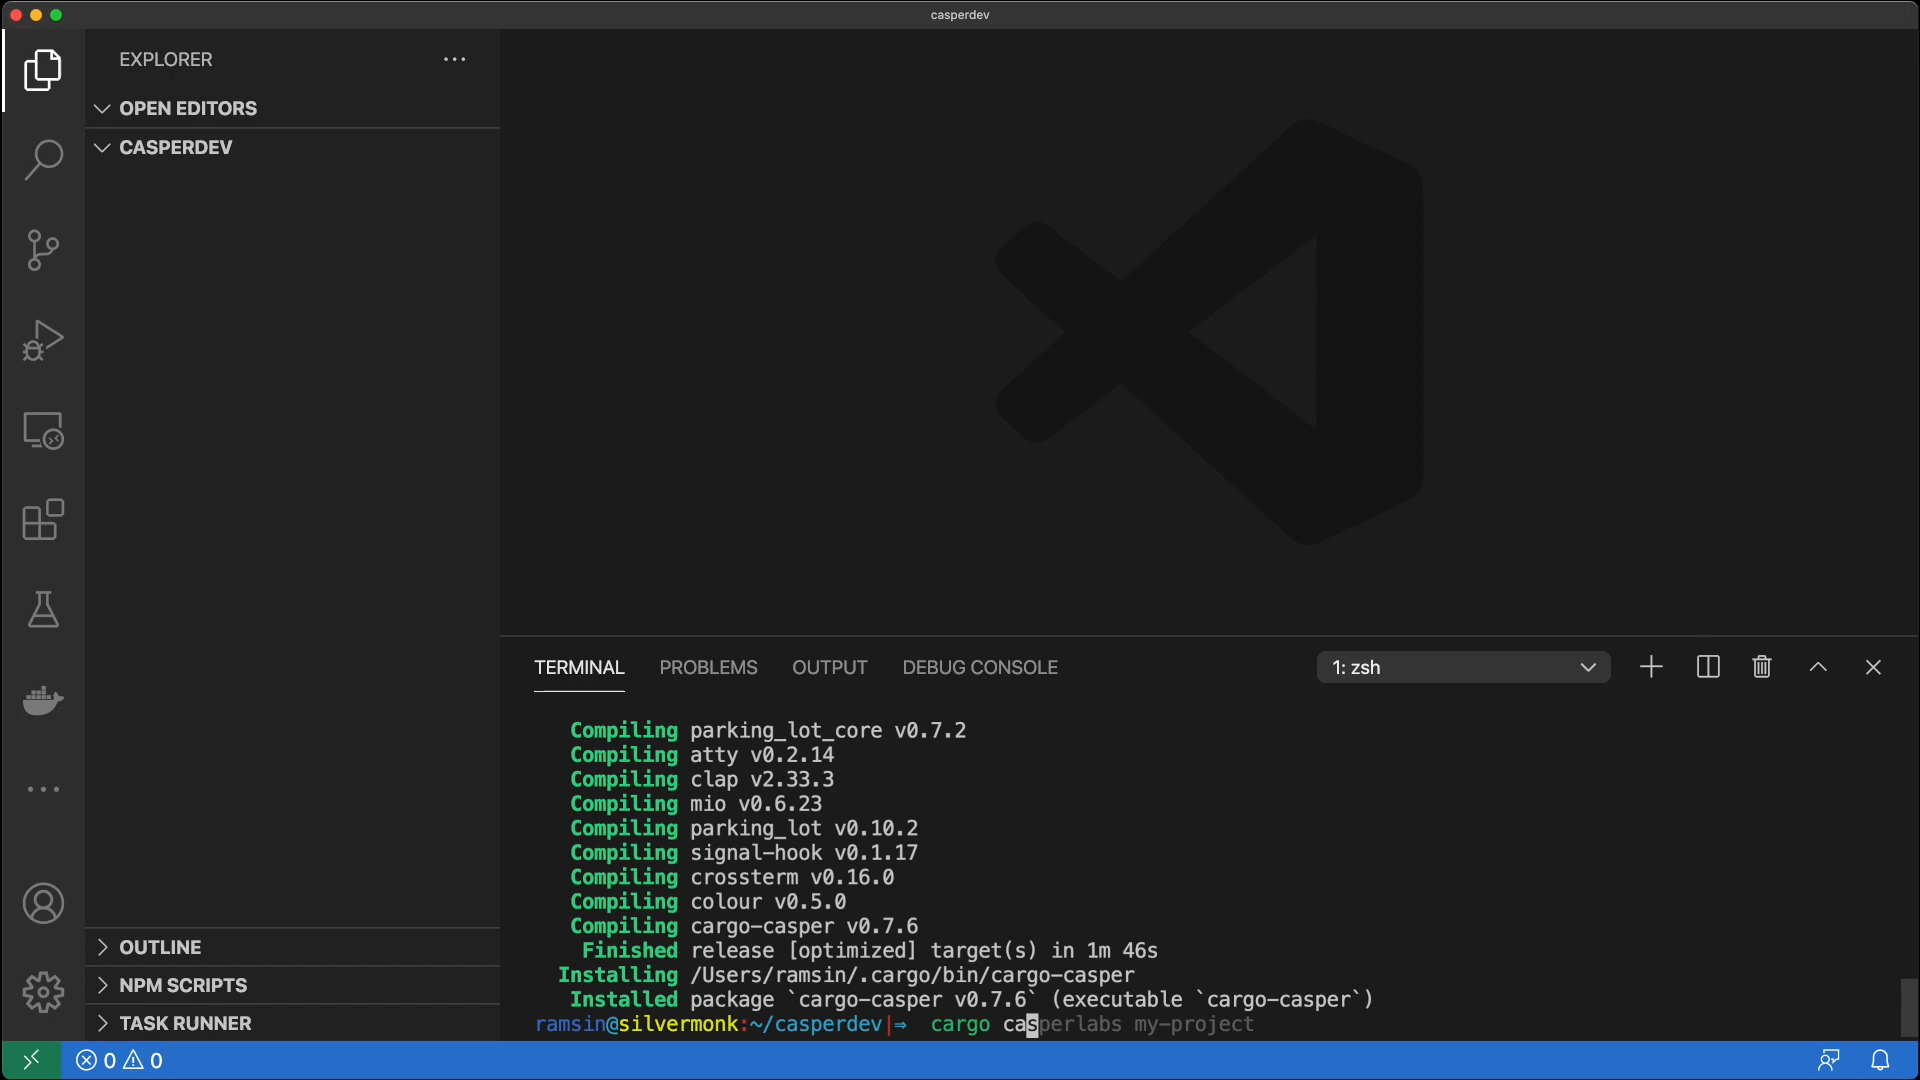 casperdev
EXPLORER
OPEN EDITORS
CASPERDEV
OUTLINE
NPM SCRIPTS
TASK RUNNER
TERMINAL PROBLEMS OUTPUT DEBUG CONSOLE 1: zsh
Compiling parking_lot_core v0.7.2
Compiling atty v0.2.14
Compiling clap v2.33.3
Compiling mio v0.6.23
Compiling parking_lot v0.10.2
Compiling signal-hook v0.1.17
Compiling crossterm v0.16.0
Compiling colour v0.5.0
Compiling cargo-casper v0.7.6
Finished release [optimized] target(s) in 1m 46s
Installing /Users/ramsin/.cargo/bin/cargo-casper
Installed package `cargo-casper v0.7.6` (executable `cargo-casper`)
ramsin@silvermonk:~/casperdev|⇒ cargo casperlabs my-project
0 0